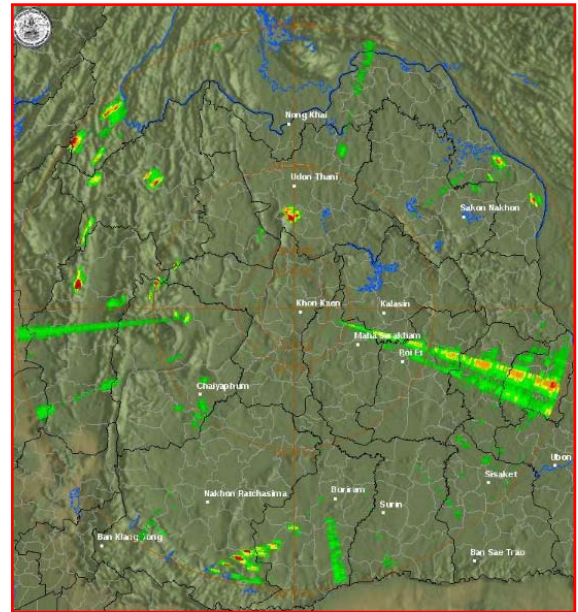 Nong Khai
Udon Thani
Sakon Nakhon
Khon Kaen
Kalasin
Maha Sarakham
Roi Et
Chaiyaphum
Sisaket
Ubon
Nakhon Ratchasima
Buriram
Surin
Ban Klang Dong
Ban Sae Trao